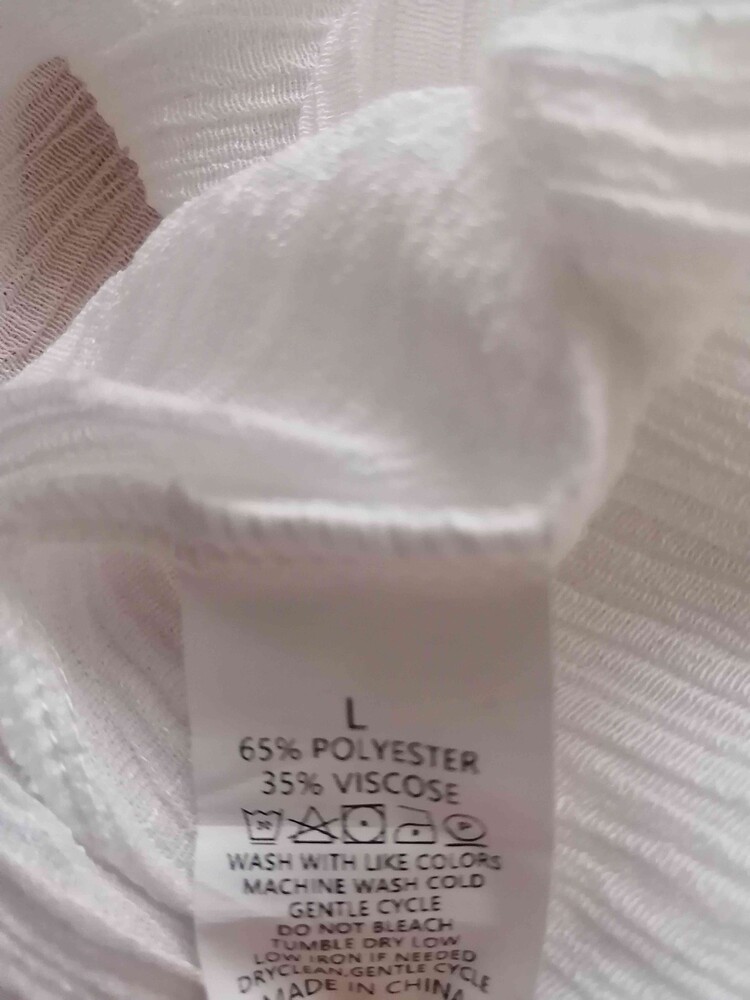 L
65% POLYESTER
35% VISCOSE
30 P
WASH WITH LIKE COLORS
MACHINE WASH COLD
GENTLE CYCLE
DO NOT BLEACH
TUMBLE DRY LOW
LOW IRON IF NEEDED
DRYCLEAN,GENTLE CYCLE
MADE IN CHINA